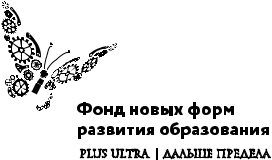 Фонд новых форм
развития образования
PLUS ULTRA | ДАЛЬШЕ ПРЕДЕЛА